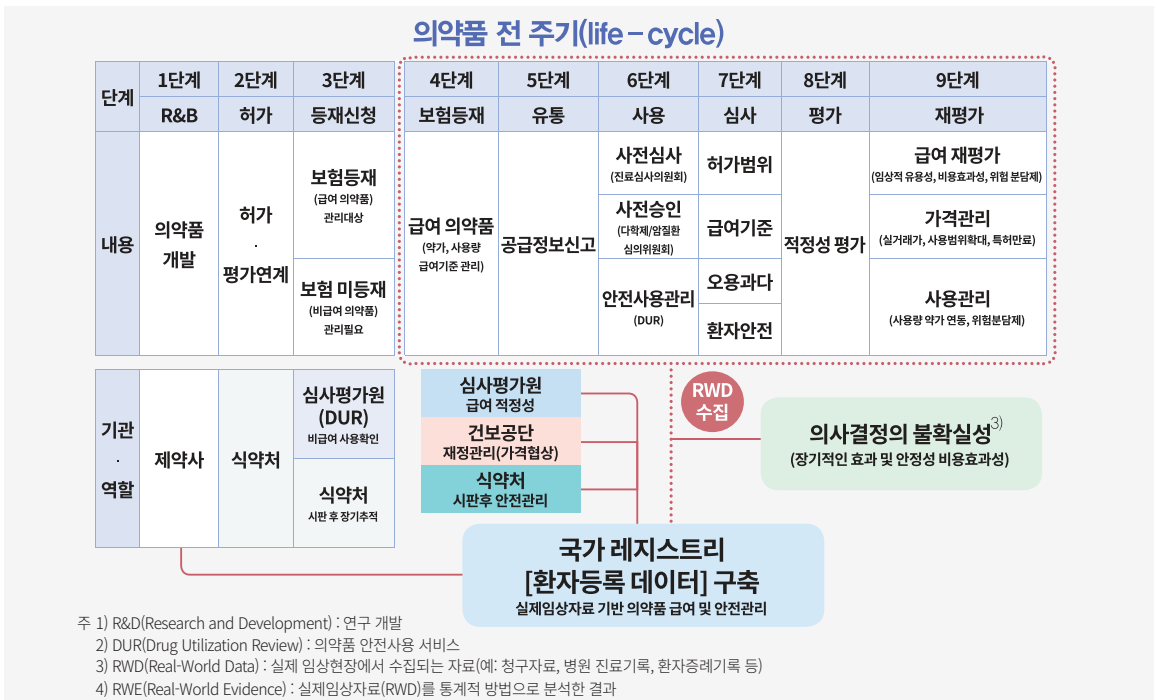 의약품 전 주기(life-cycle)
단계
1단계 2단계 3단계 4단계 5단계 6단계 7단계 8단계 9단계
R&B 허가 등재신청 보험등재 유통 사용 심사 평가 재평가
내용
의약품
개발
허가
·
평가연계
보험등재
(급여 의약품)
관리대상
보험 미등재
(비급여 의약품)
관리필요
급여 의약품
(약가, 사용량
급여기준 관리)
공급정보신고
사전심사
(진료심사의원회)
사전승인
(다학제/암질환
심의위원회)
안전사용관리
(DUR)
허가범위
급여기준
오용과다
환자안전
적정성 평가
급여 재평가
(임상적 유용성, 비용효과성, 위험 분담제)
가격관리
(실거래가, 사용범위확대, 특허만료)
사용관리
(사용량 약가 연동, 위험분담제)
기관
·
역할
제약사
식약처
심사평가원
(DUR)
비급여 사용확인
식약처
시판 후 장기추적
심사평가원
급여 적정성
건보공단
재정관리(가격협상)
식약처
시판후 안전관리
RWD
수집
의사결정의 불확실성3)
(장기적인 효과 및 안정성 비용효과성)
국가 레지스트리
[환자등록 데이터] 구축
실제임상자료 기반 의약품 급여 및 안전관리
주 1) R&D(Research and Development) : 연구 개발
2) DUR(Drug Utilization Review) : 의약품 안전사용 서비스
3) RWD(Real-World Data) : 실제 임상현장에서 수집되는 자료(예: 청구자료, 병원 진료기록, 환자증례기록 등)
4) RWE(Real-World Evidence) : 실제임상자료(RWD)를 통계적 방법으로 분석한 결과